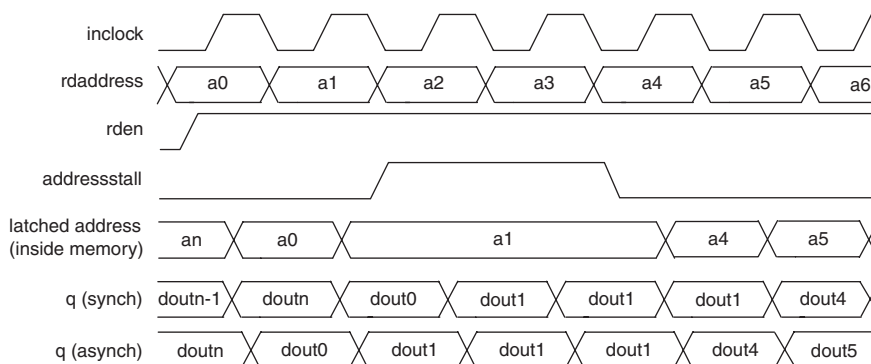 inclock
rdaddress a0 a1 a2 a3 a4 a5 a6
rden
addressstall
latched address
(inside memory) an a0 a1 a4 a5
q (synch) doutn-1 doutn dout0 dout1 dout1 dout1 dout4
q (asynch) doutn dout0 dout1 dout1 dout1 dout4 dout5